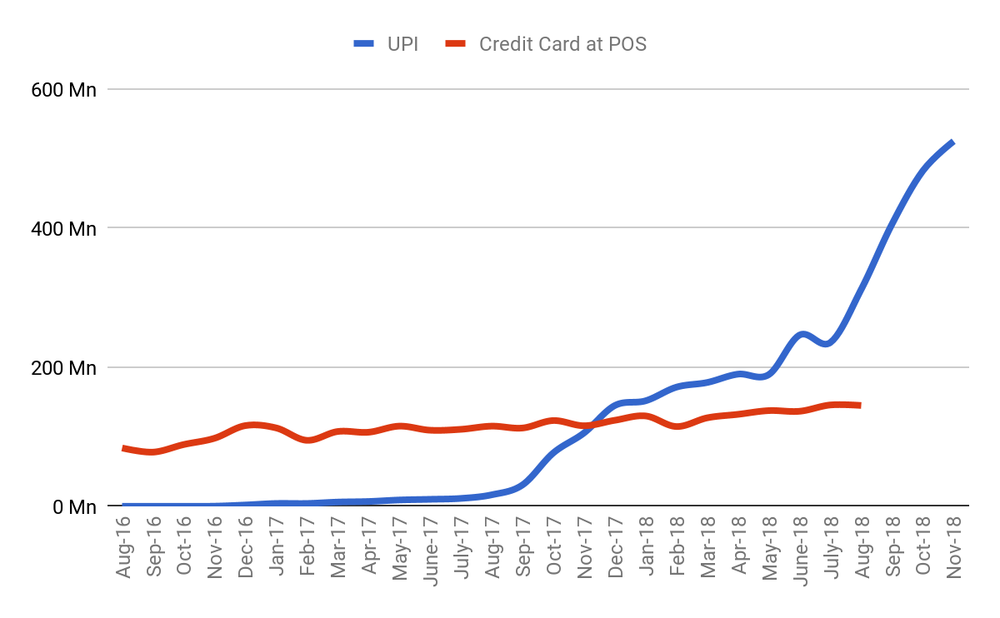 UPI Credit Card at POS
600 Mn
400 Mn
200 Mn
0 Mn
Aug-16
Sep-16
Oct-16
Nov-16
Dec-16
Jan-17
Feb-17
Mar-17
Apr-17
May-17
June-17
July-17
Aug-17
Sep-17
Oct-17
Nov-17
Dec-17
Jan-18
Feb-18
Mar-18
Apr-18
May-18
June-18
July-18
Aug-18
Sep-18
Oct-18
Nov-18